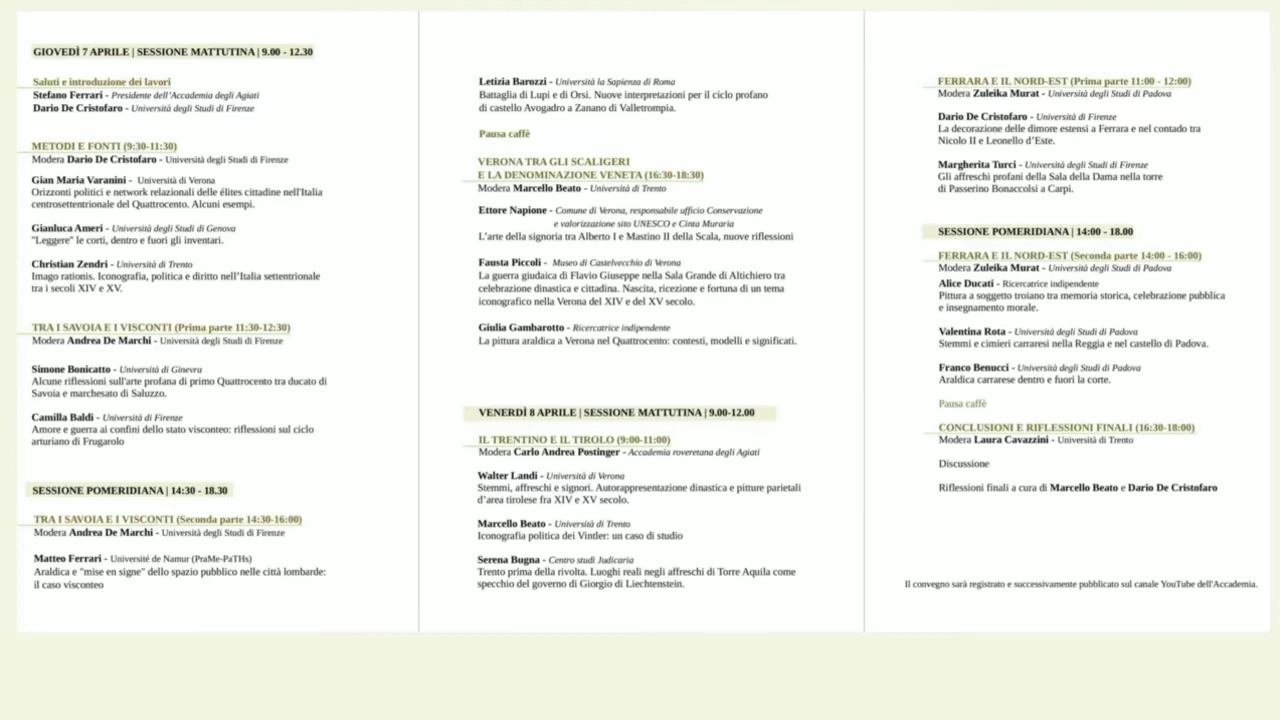 GIOVEDÌ 7 APRILE | SESSIONE MATTUTINA | 9.00 - 12.30
Saluti e introduzione dei lavori
Stefano Ferrari - Presidente dell'Accademia degli Agiati
Dario De Cristofaro - Università degli Studi di Firenze
METODI E FONTI (9:30-11:30)
Modera Dario De Cristofaro - Università degli Studi di Firenze
Gian Maria Varanini - Università di Verona
Orizzonti politici e network relazionali delle élites cittadine nell'Italia
centrosettentrionale del Quattrocento. Alcuni esempi.
Gianluca Ameri - Università degli Studi di Genova
"Leggere" le corti, dentro e fuori gli inventari.
Christian Zendri - Università di Trento
Imago rationis. Iconografia, politica e diritto nell'Italia settentrionale
tra i secoli XIV e XV.
TRA I SAVOIA E I VISCONTI (Prima parte 11:30-12:30)
Modera Andrea De Marchi - Università degli Studi di Firenze
Simone Bonicatto - Università di Ginevra
Alcune riflessioni sull'arte profana di primo Quattrocento tra ducato di
Savoia e marchesato di Saluzzo.
Camilla Baldi - Università di Firenze
Amore e guerra ai confini dello stato visconteo: riflessioni sul ciclo
arturiano di Frugarolo
SESSIONE POMERIDIANA | 14:30 - 18.30
TRA I SAVOIA E I VISCONTI (Seconda parte 14:30-16:00)
Modera Andrea De Marchi - Università degli Studi di Firenze
Matteo Ferrari - Université de Namur (PraMe-PaTHs)
Araldica e "mise en signe" dello spazio pubblico nelle città lombarde:
il caso visconteo
Letizia Barozzi - Università la Sapienza di Roma
Battaglia di Lupi e di Orsi. Nuove interpretazioni per il ciclo profano
di castello Avogadro a Zanano di Valletrompia.
Pausa caffè
VERONA TRA GLI SCALIGERI
E LA DENOMINAZIONE VENETA (16:30-18:30)
Modera Marcello Beato - Università di Trento
Ettore Napione - Comune di Verona, responsabile ufficio Conservazione
e valorizzazione sito UNESCO e Cinta Muraria
L'arte della signoria tra Alberto I e Mastino II della Scala, nuove riflessioni
Fausta Piccoli - Museo di Castelvecchio di Verona
La guerra giudaica di Flavio Giuseppe nella Sala Grande di Altichiero tra
celebrazione dinastica e cittadina. Nascita, ricezione e fortuna di un tema
iconografico nella Verona del XIV e del XV secolo.
Giulia Gambarotto - Ricercatrice indipendente
La pittura araldica a Verona nel Quattrocento: contesti, modelli e significati.
VENERDÌ 8 APRILE | SESSIONE MATTUTINA | 9.00-12.00
IL TRENTINO E IL TIROLO (9:00-11:00)
Modera Carlo Andrea Postinger - Accademia roveretana degli Agiati
Walter Landi - Università di Verona
Stemmi, affreschi e signori. Autorappresentazione dinastica e pitture parietali
d'area tirolese fra XIV e XV secolo.
Marcello Beato - Università di Trento
Iconografia politica dei Vintler: un caso di studio
Serena Bugna - Centro studi Judicaria
Trento prima della rivolta. Luoghi reali negli affreschi di Torre Aquila come
specchio del governo di Giorgio di Liechtenstein.
FERRARA E IL NORD-EST (Prima parte 11:00 - 12:00)
Modera Zuleika Murat - Università degli Studi di Padova
Dario De Cristofaro - Università di Firenze
La decorazione delle dimore estensi a Ferrara e nel contado tra
Nicolo II e Leonello d'Este.
Margherita Turci - Università degli Studi di Firenze
Gli affreschi profani della Sala della Dama nella torre
di Passerino Bonaccolsi a Carpi.
SESSIONE POMERIDIANA | 14:00 - 18.00
FERRARA E IL NORD-EST (Seconda parte 14:00 - 16:00)
Modera Zuleika Murat - Università degli Studi di Padova
Alice Ducati - Ricercatrice indipendente
Pittura a soggetto troiano tra memoria storica, celebrazione pubblica
e insegnamento morale.
Valentina Rota - Università degli Studi di Padova
Stemmi e cimieri carraresi nella Reggia e nel castello di Padova.
Franco Benucci - Università degli Studi di Padova
Araldica carrarese dentro e fuori la corte.
Pausa caffè
CONCLUSIONI E RIFLESSIONI FINALI (16:30-18:00)
Modera Laura Cavazzini - Università di Trento
Discussione
Riflessioni finali a cura di Marcello Beato e Dario De Cristofaro
Il convegno sarà registrato e successivamente pubblicato sul canale YouTube dell'Accademia.